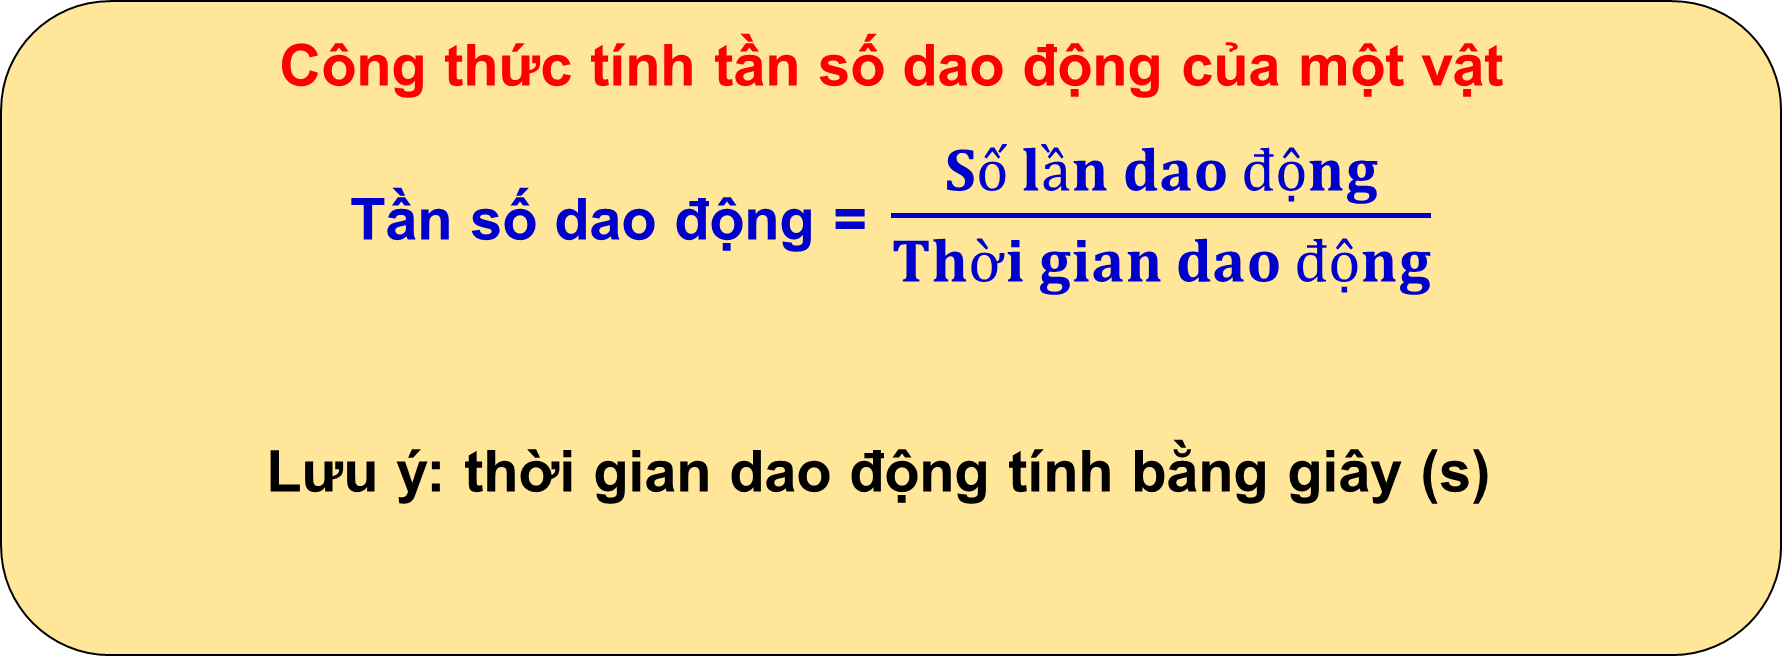 Công thức tính tần số dao động của một vật
Tần số dao động = Số lần dao động / Thời gian dao động
Lưu ý: thời gian dao động tính bằng giây (s)